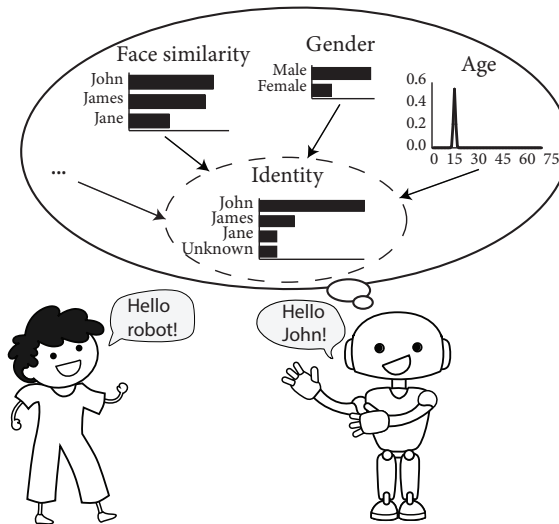 Face similarity
John
James
Jane
Gender
Male
Female
Age
0.6
0.4
0.2
0.0
0 15 30 45 60 75
...
Identity
John
James
Jane
Unknown
Hello
robot!
Hello
John!